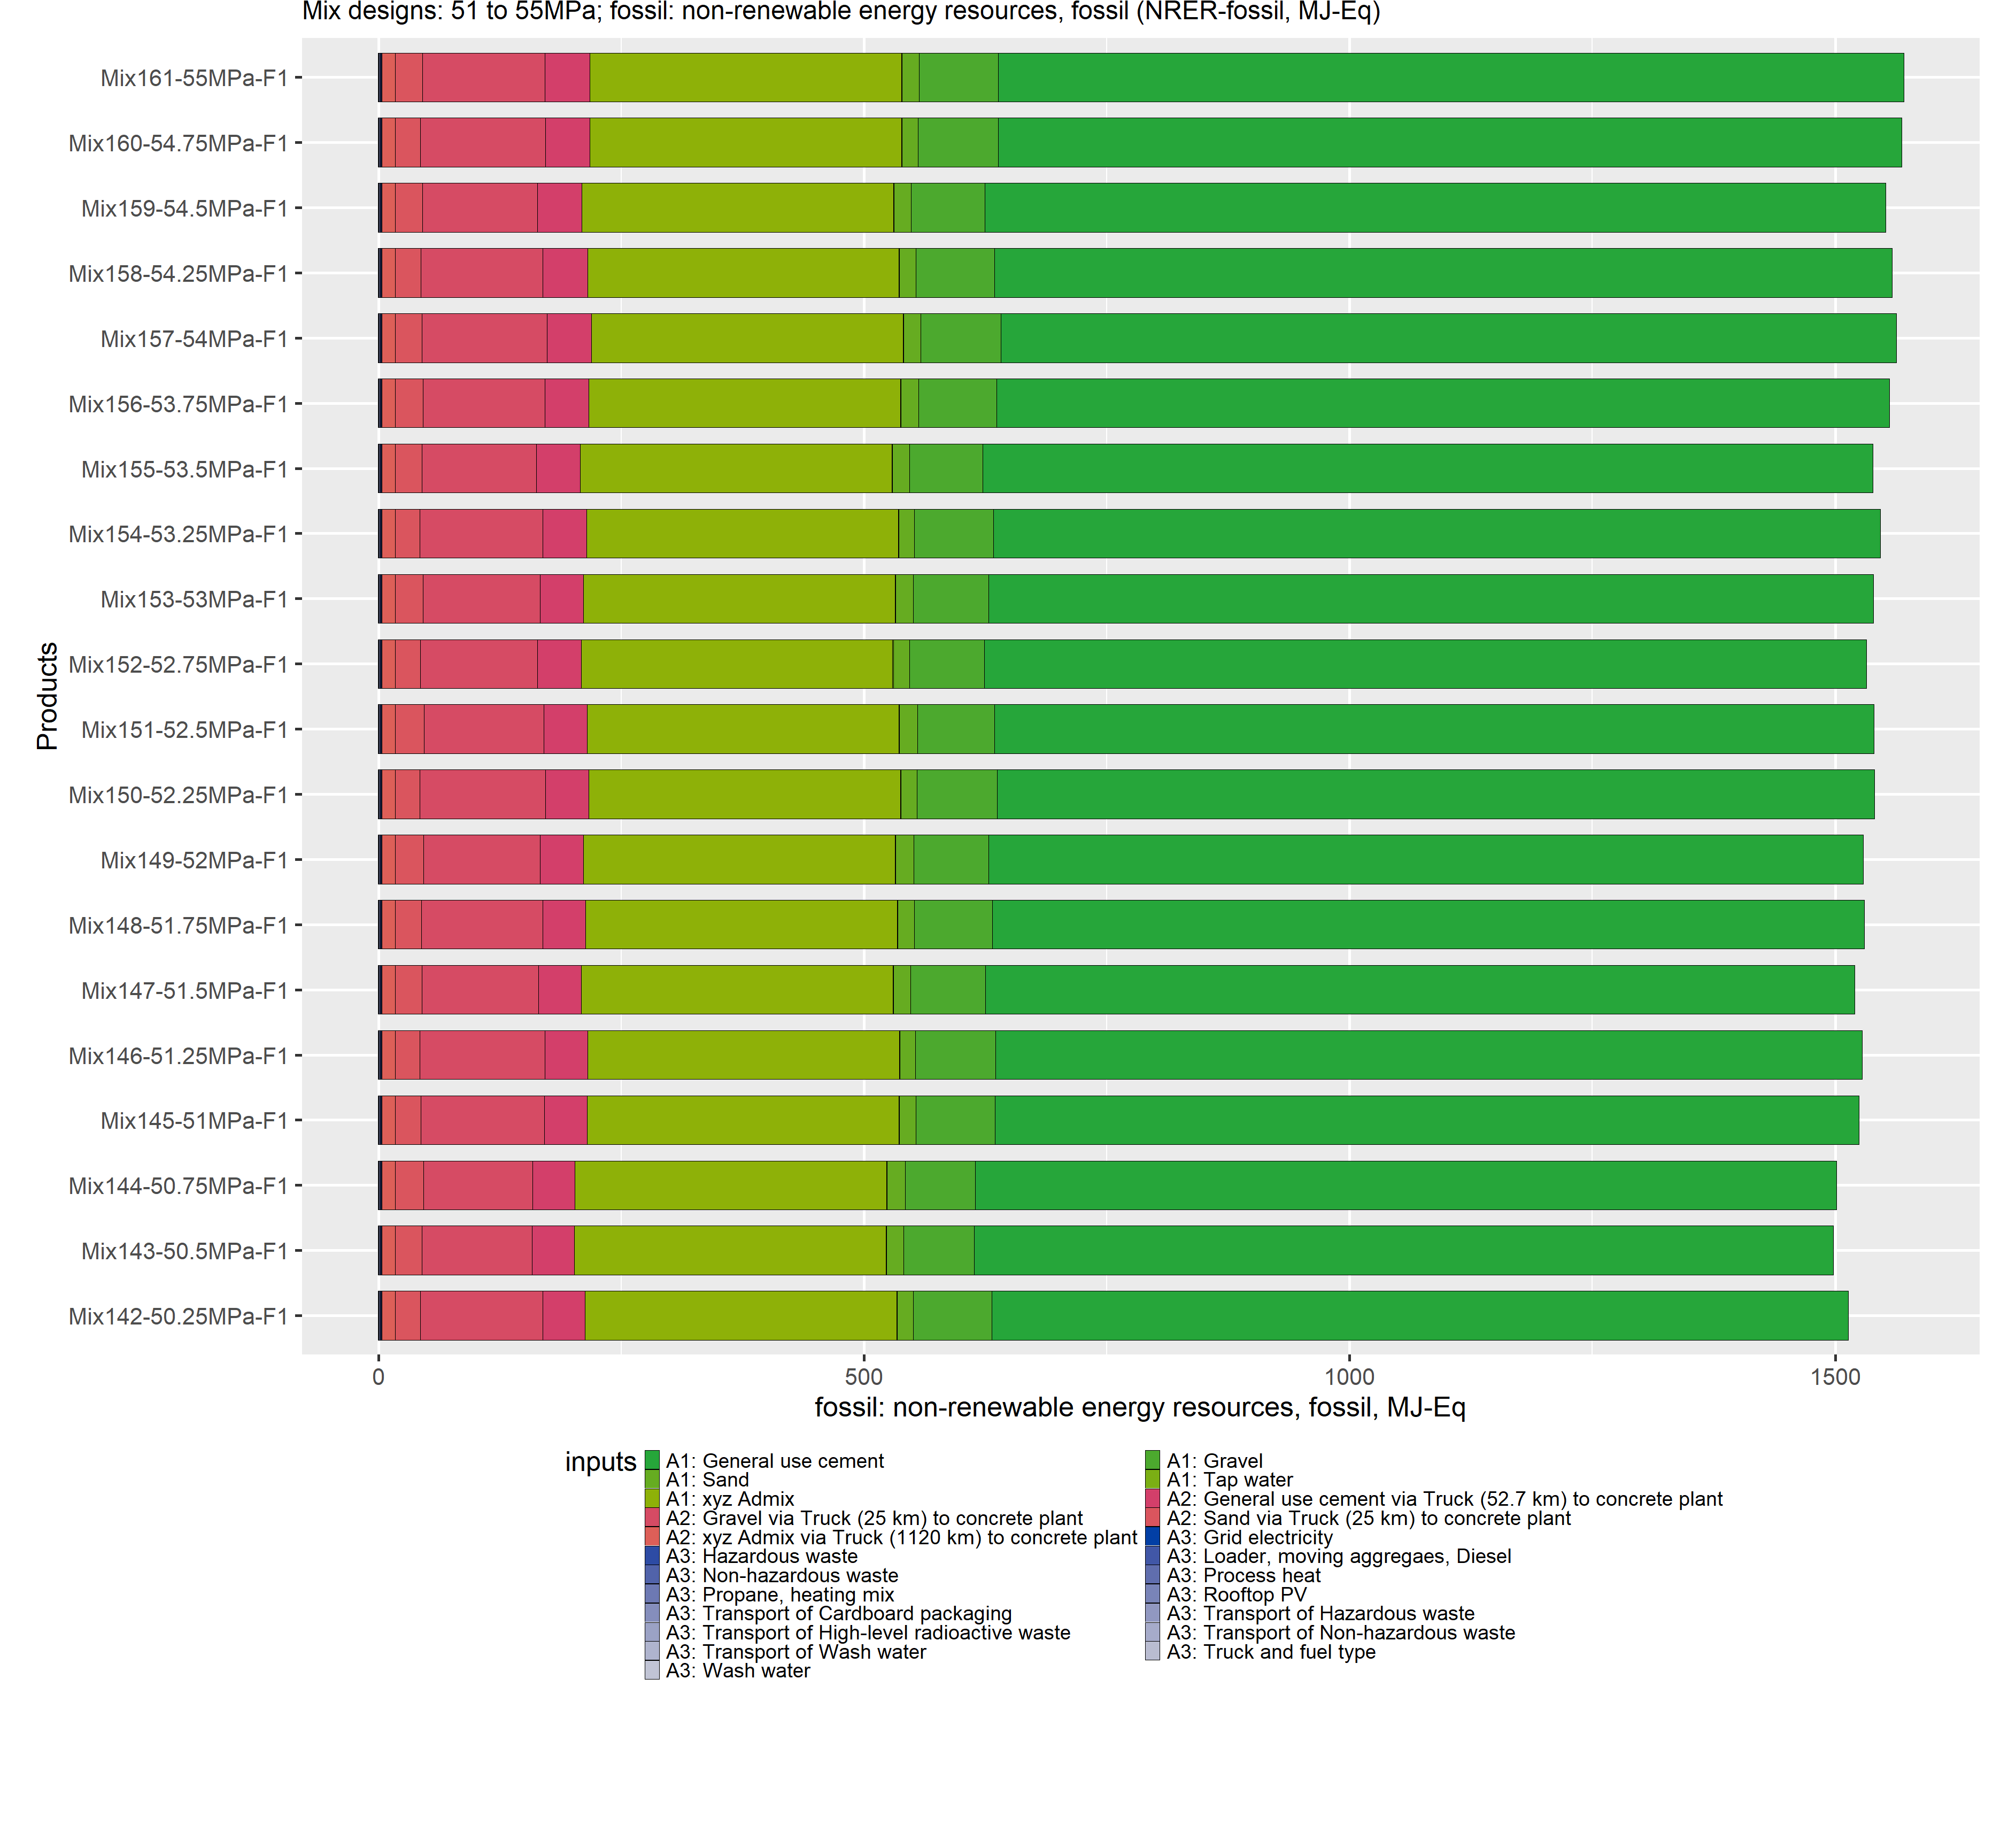 Mix designs: 51 to 55MPa; fossil: non-renewable energy resources, fossil (NRER-fossil, MJ-Eq)
Products
Mix161-55MPa-F1
Mix160-54.75MPa-F1
Mix159-54.5MPa-F1
Mix158-54.25MPa-F1
Mix157-54MPa-F1
Mix156-53.75MPa-F1
Mix155-53.5MPa-F1
Mix154-53.25MPa-F1
Mix153-53MPa-F1
Mix152-52.75MPa-F1
Mix151-52.5MPa-F1
Mix150-52.25MPa-F1
Mix149-52MPa-F1
Mix148-51.75MPa-F1
Mix147-51.5MPa-F1
Mix146-51.25MPa-F1
Mix145-51MPa-F1
Mix144-50.75MPa-F1
Mix143-50.5MPa-F1
Mix142-50.25MPa-F1
0 500 1000 1500
fossil: non-renewable energy resources, fossil, MJ-Eq
inputs
A1: General use cement
A1: Gravel
A1: Sand
A1: Tap water
A1: xyz Admix
A2: General use cement via Truck (52.7 km) to concrete plant
A2: Gravel via Truck (25 km) to concrete plant
A2: Sand via Truck (25 km) to concrete plant
A2: xyz Admix via Truck (1120 km) to concrete plant
A3: Grid electricity
A3: Hazardous waste
A3: Loader, moving aggregaes, Diesel
A3: Non-hazardous waste
A3: Process heat
A3: Propane, heating mix
A3: Rooftop PV
A3: Transport of Cardboard packaging
A3: Transport of Hazardous waste
A3: Transport of High-level radioactive waste
A3: Transport of Non-hazardous waste
A3: Transport of Wash water
A3: Truck and fuel type
A3: Wash water